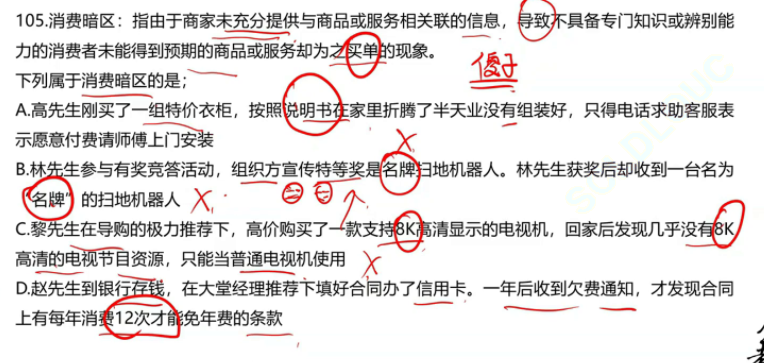 105.消费暗区：指由于商家未充分提供与商品或服务相关联的信息，导致不具备专门知识或辨别能
力的消费者未能得到预期的商品或服务却为之买单的现象。
傻子
下列属于消费暗区的是；
A.高先生刚买了一组特价衣柜，按照说明书在家里折腾了半天业没有组装好，只得电话求助客服表
示愿意付费请师傅上门安装
B.林先生参与有奖竞答活动，组织方宣传特等奖是名牌扫地机器人。林先生获奖后却收到一台名为
“名牌”的扫地机器人
C.黎先生在导购的极力推荐下，高价购买了一款支持8K高清显示的电视机，回家后发现几乎没有8K
高清的电视节目资源，只能当普通电视机使用
D.赵先生到银行存钱，在大堂经理推荐下填好合同办了信用卡。一年后收到欠费通知，才发现合同
上有每年消费12次才能免年费的条款